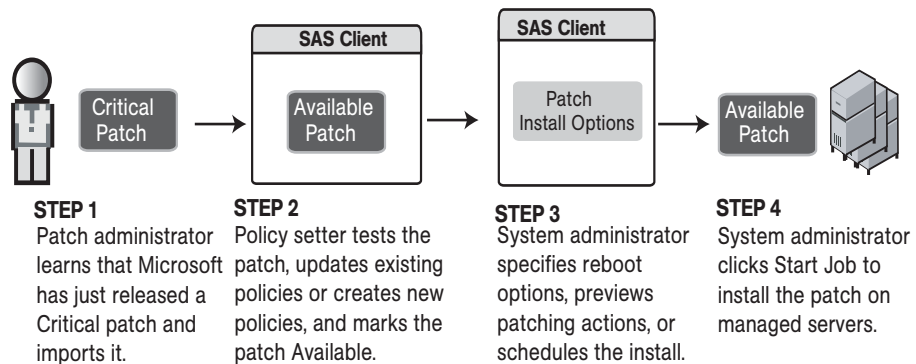 SAS Client
SAS Client
Critical
Patch
Available
Patch
Patch
Install Options
Available
Patch
STEP 1
Patch administrator
learns that Microsoft
has just released a
Critical patch and
imports it.
STEP 2
Policy setter tests the
patch, updates existing
policies or creates new
policies, and marks the
patch Available.
STEP 3
System administrator
specifies reboot
options, previews
patching actions, or
schedules the install.
STEP 4
System administrator
clicks Start Job to
install the patch on
managed servers.